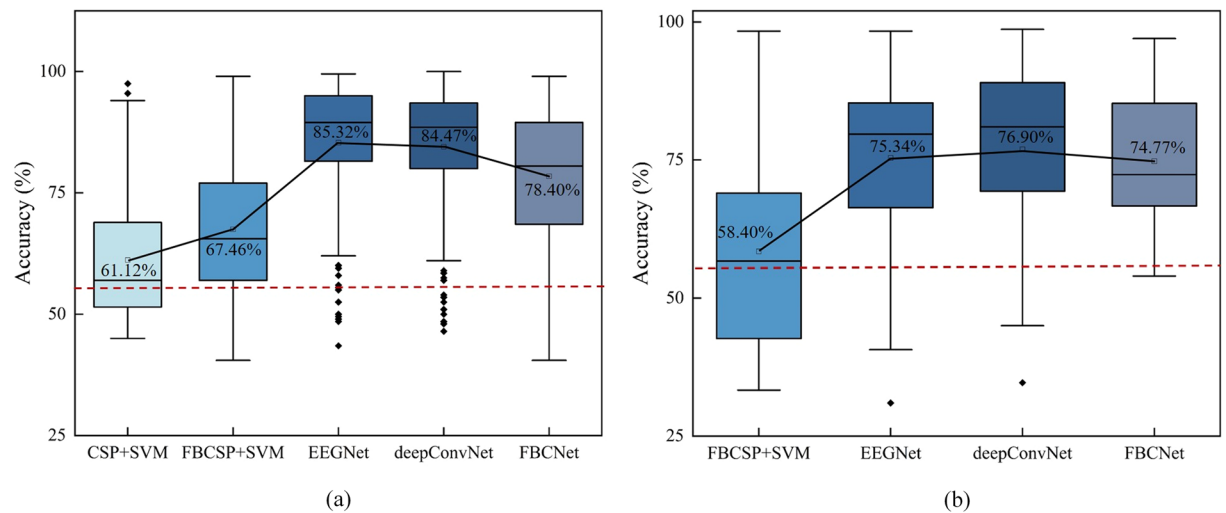 Accuracy (%)
100
75
50
25
85.32%
84.47%
78.40%
67.46%
61.12%
CSP+SVM FBCSP+SVM EEGNet deepConvNet FBCNet
(a)
Accuracy (%)
100
75
50
25
76.90%
75.34%
74.77%
58.40%
FBCSP+SVM EEGNet deepConvNet FBCNet
(b)